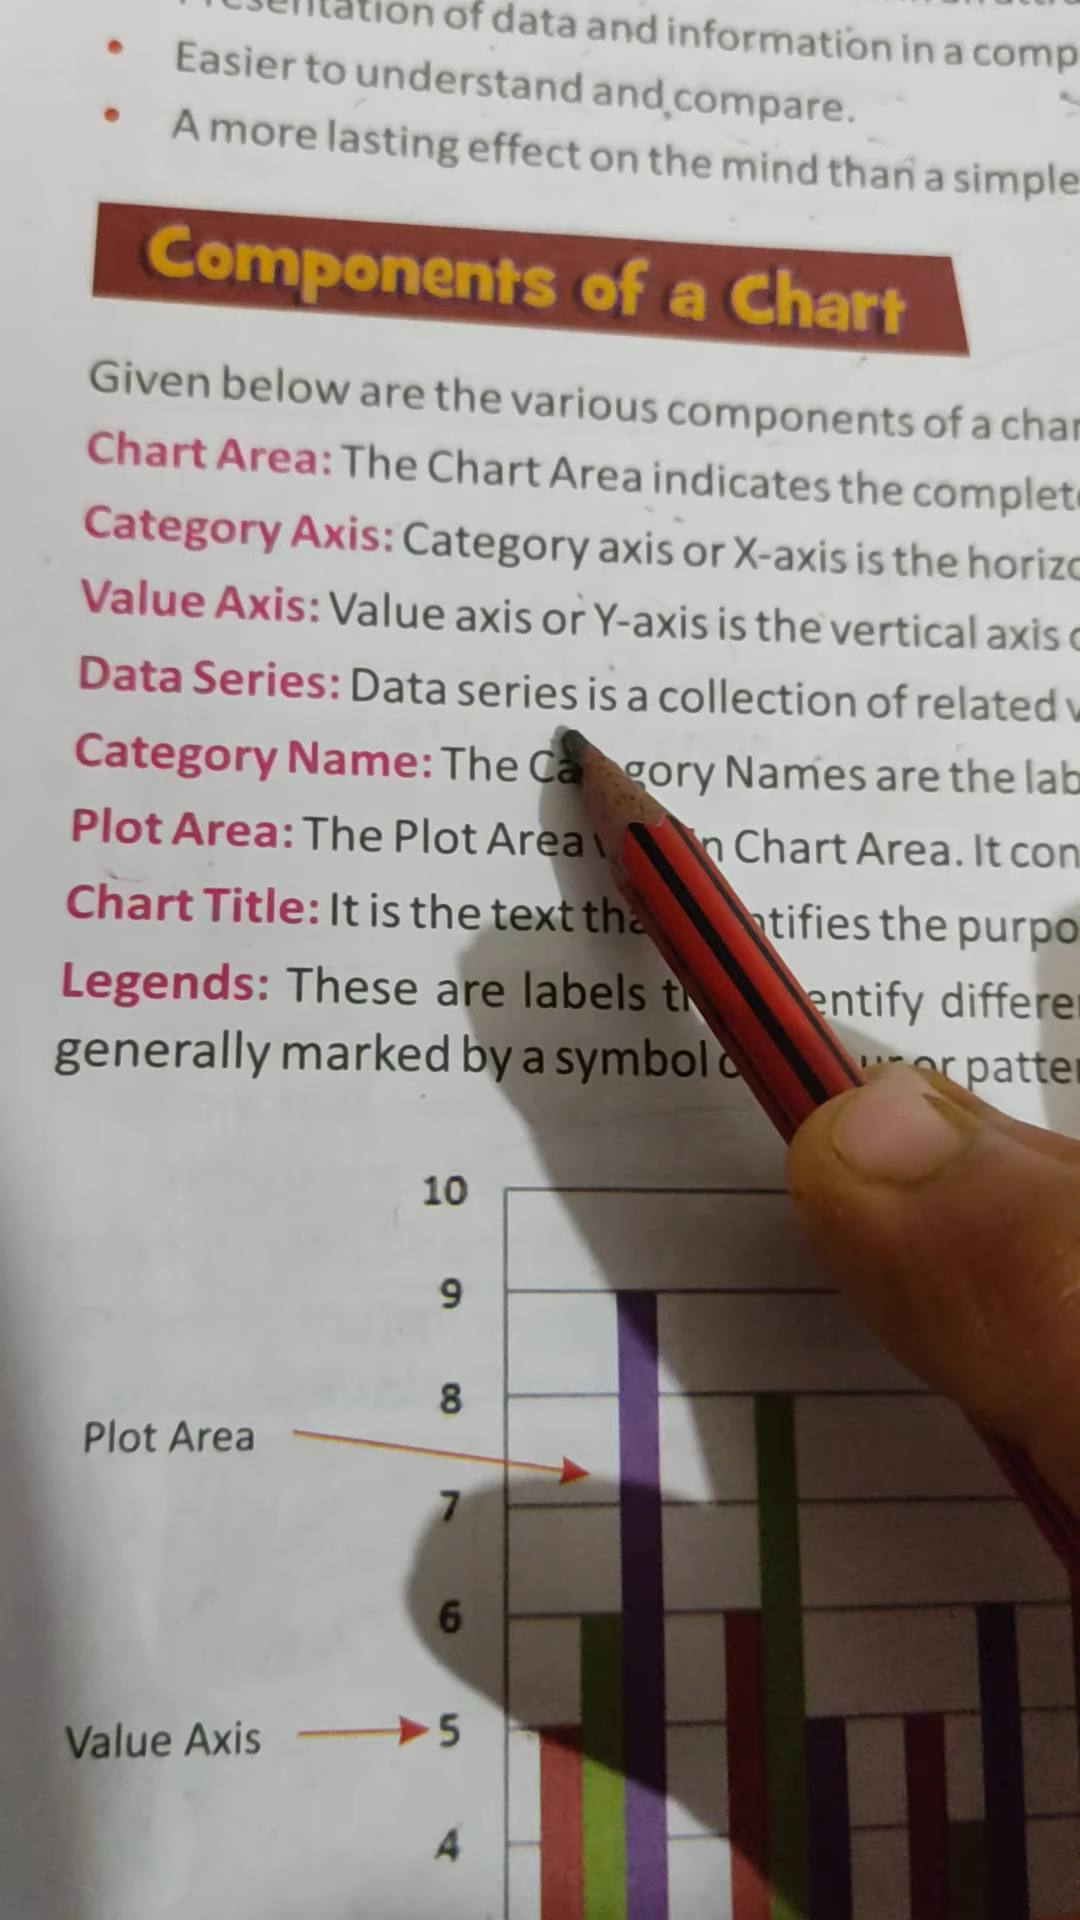 of data and information in a comp
• Easier to understand and compare.
• A more lasting effect on the mind than a simple
Components of a Chart
Given below are the various components of a char
Chart Area: The Chart Area indicates the complete
Category Axis: Category axis or X-axis is the horizo
Value Axis: Value axis or Y-axis is the vertical axis
Data Series: Data series is a collection of related v
Category Name: The Category Names are the lab
Plot Area: The Plot Area Chart Area. It con
Chart Title: It is the text tifies the purpo
Legends: These are labels entify differe
generally marked by a symbol or patter
10
9
8
Plot Area
7
6
Value Axis 5
4